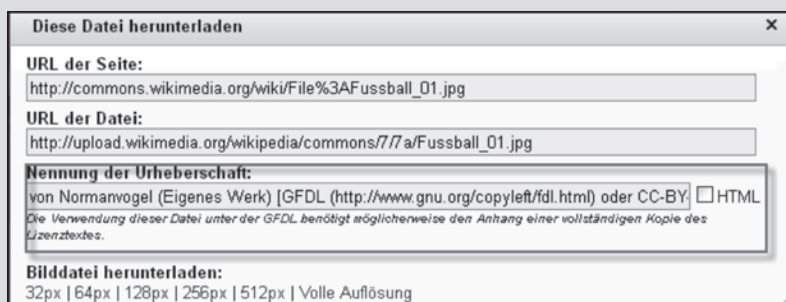 Diese Datei herunterladen ×
URL der Seite:
http://commons.wikimedia.org/wiki/File%3AFussball_01.jpg
URL der Datei:
http://upload.wikimedia.org/wikipedia/commons/7/7a/Fussball_01.jpg
Nennung der Urheberschaft:
von Normanvogel (Eigenes Werk) [GFDL (http://www.gnu.org/copyleft/fdl.html) oder CC-BY- HTML
Die Verwendung dieser Datei unter der GFDL benötigt möglicherweise den Anhang einer vollständigen Kopie des
Lizenztextes.
Bilddatei herunterladen:
32px | 64px | 128px | 256px | 512px | Volle Auflösung